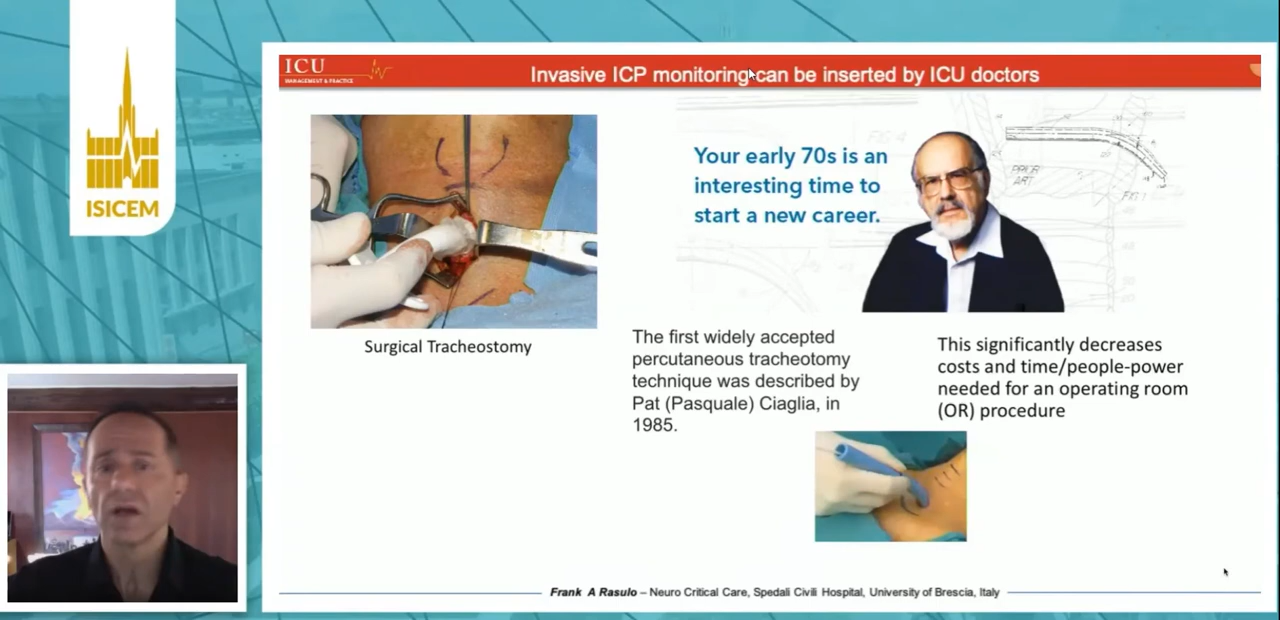 ISICEM
ICU
MANAGEMENT & PRACTICE
Invasive ICP monitoring can be inserted by ICU doctors
Your early 70s is an
interesting time to
start a new career.
PRIOR
ART
FIG 1
Surgical Tracheostomy
The first widely accepted
percutaneous tracheotomy
technique was described by
Pat (Pasquale) Ciaglia, in
1985.
This significantly decreases
costs and time/people-power
needed for an operating room
(OR) procedure
Frank A Rasulo – Neuro Critical Care, Spedali Civili Hospital, University of Brescia, Italy